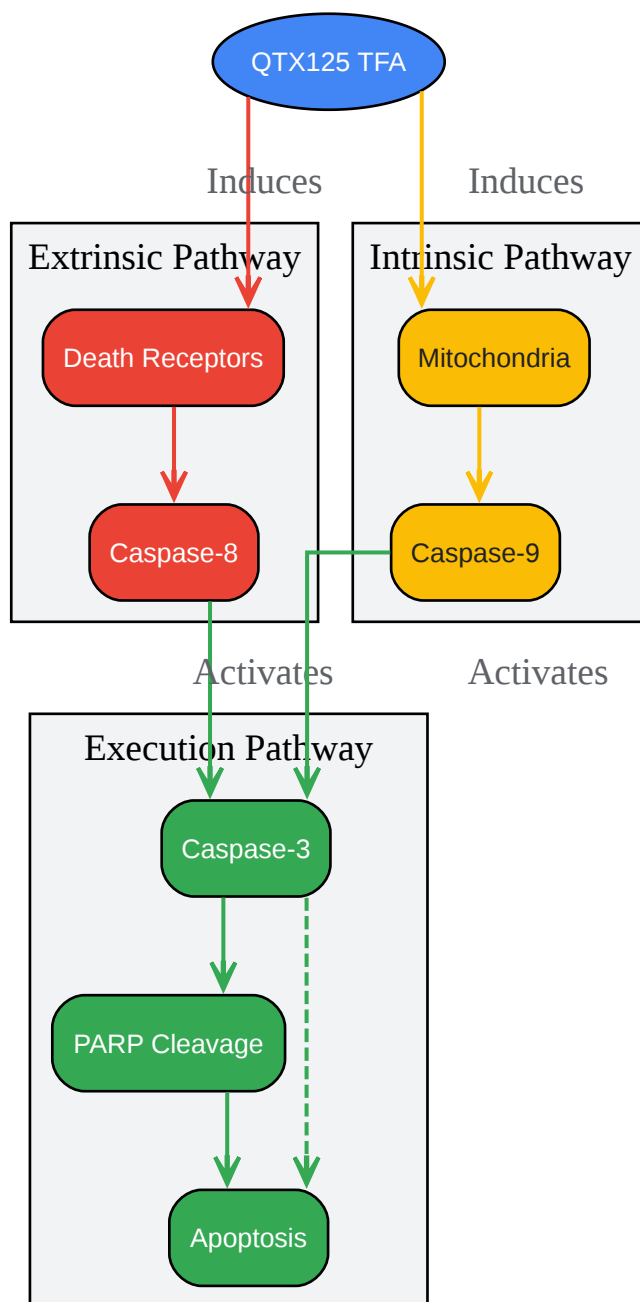 QTX125 TFA
Induces
Induces
Extrinsic Pathway
Intrinsic Pathway
Death Receptors
Mitochondria
Caspase-8
Caspase-9
Activates
Activates
Execution Pathway
Caspase-3
PARP Cleavage
Apoptosis